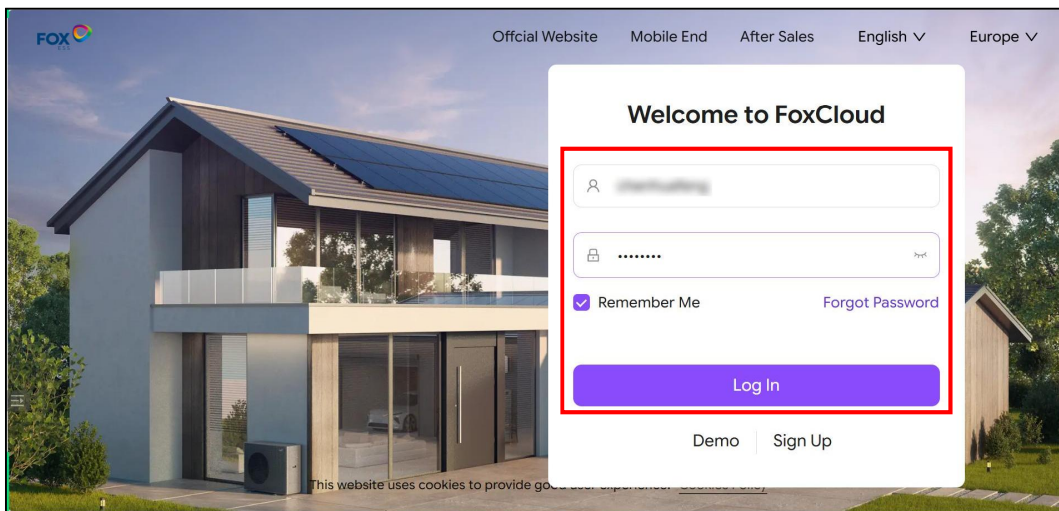 FOX
ESS
Offcial Website Mobile End After Sales English Europe
Welcome to FoxCloud
Remember Me Forgot Password
Log In
Demo Sign Up
This website uses cookies to provide good user experience. Cookies Policy